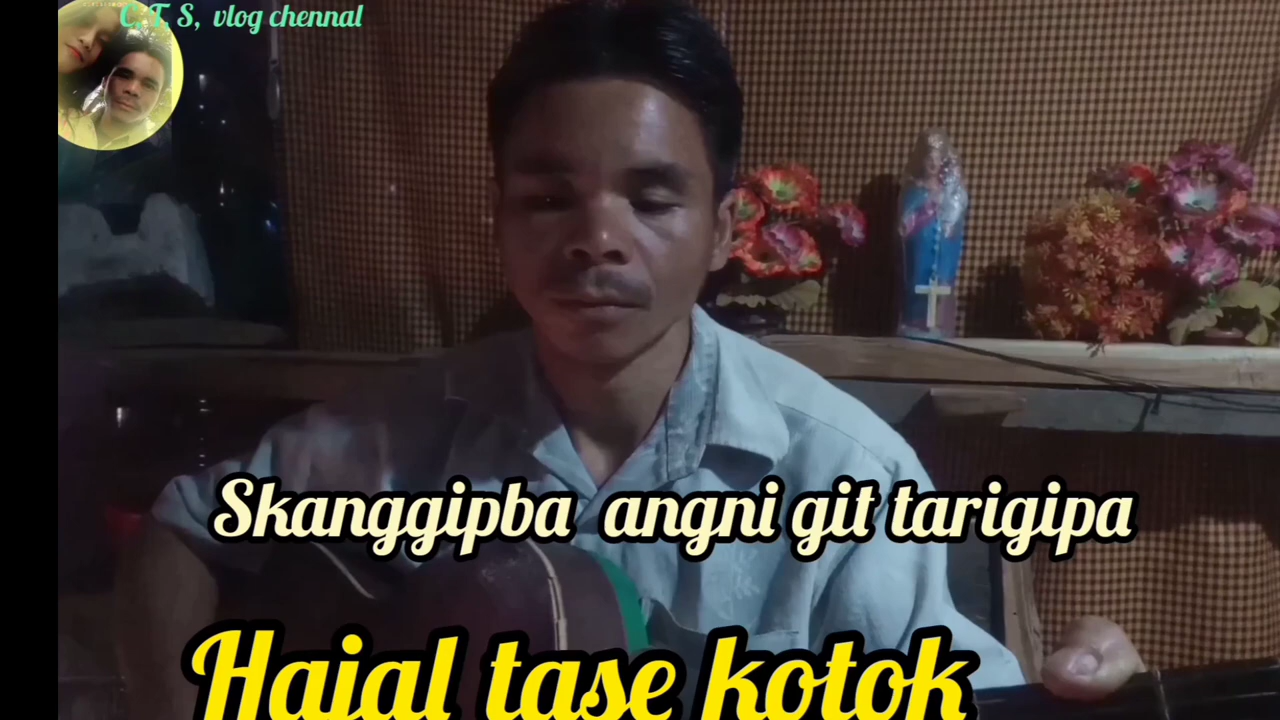 C, T. S, vlog chennal
Skanggipba angni git tarigipa
Hajal tase kotok